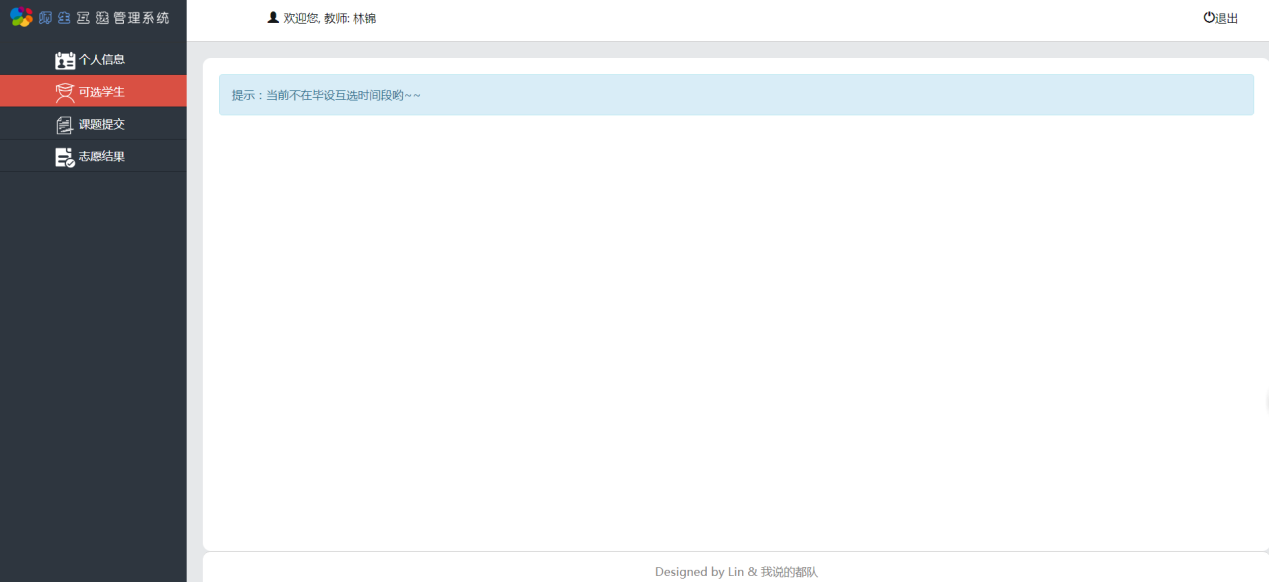 师生互选管理系统
欢迎您, 教师: 林锦
退出
个人信息
可选学生
课题提交
志愿结果
提示：当前不在毕设互选时间段哟~~
Designed by Lin & 我说的都队